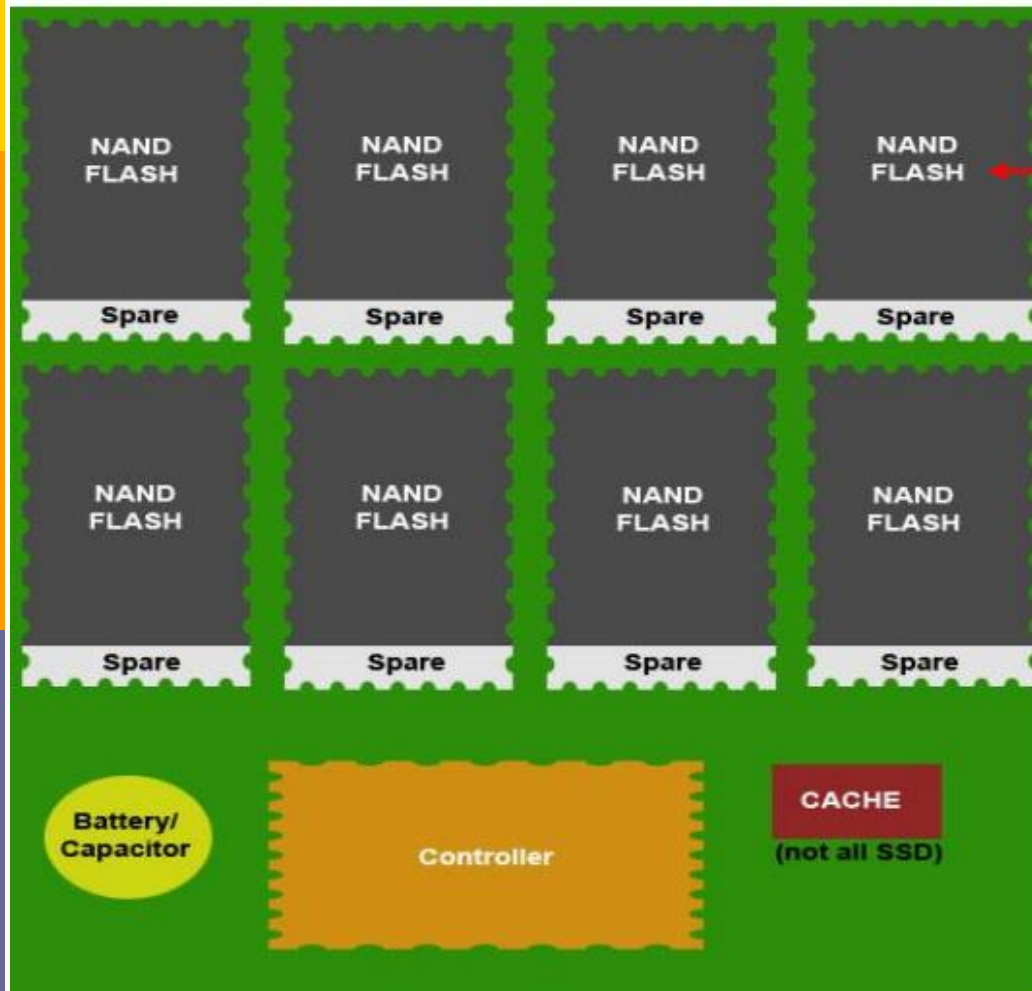 NAND
FLASH
NAND
FLASH
NAND
FLASH
NAND
FLASH
Spare
Spare
Spare
Spare
NAND
FLASH
NAND
FLASH
NAND
FLASH
NAND
FLASH
Spare
Spare
Spare
Spare
Battery/
Capacitor
Controller
CACHE
(not all SSD)